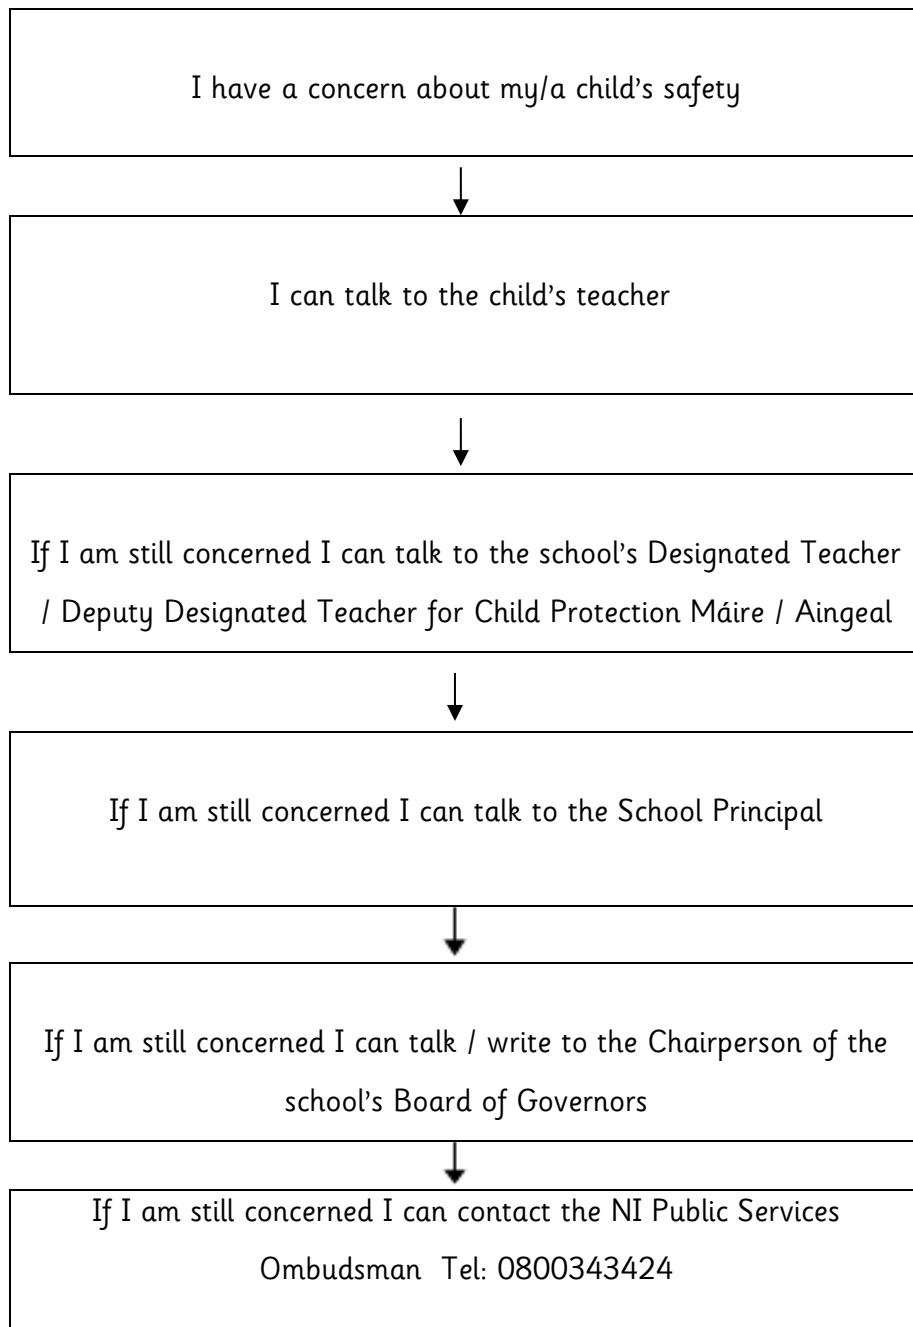 I have a concern about my/a child's safety
I can talk to the child's teacher
If I am still concerned I can talk to the school's Designated Teacher
/ Deputy Designated Teacher for Child Protection Máire / Aingeal
If I am still concerned I can talk to the School Principal
If I am still concerned I can talk / write to the Chairperson of the
school's Board of Governors
If I am still concerned I can contact the NI Public Services
Ombudsman Tel: 0800343424